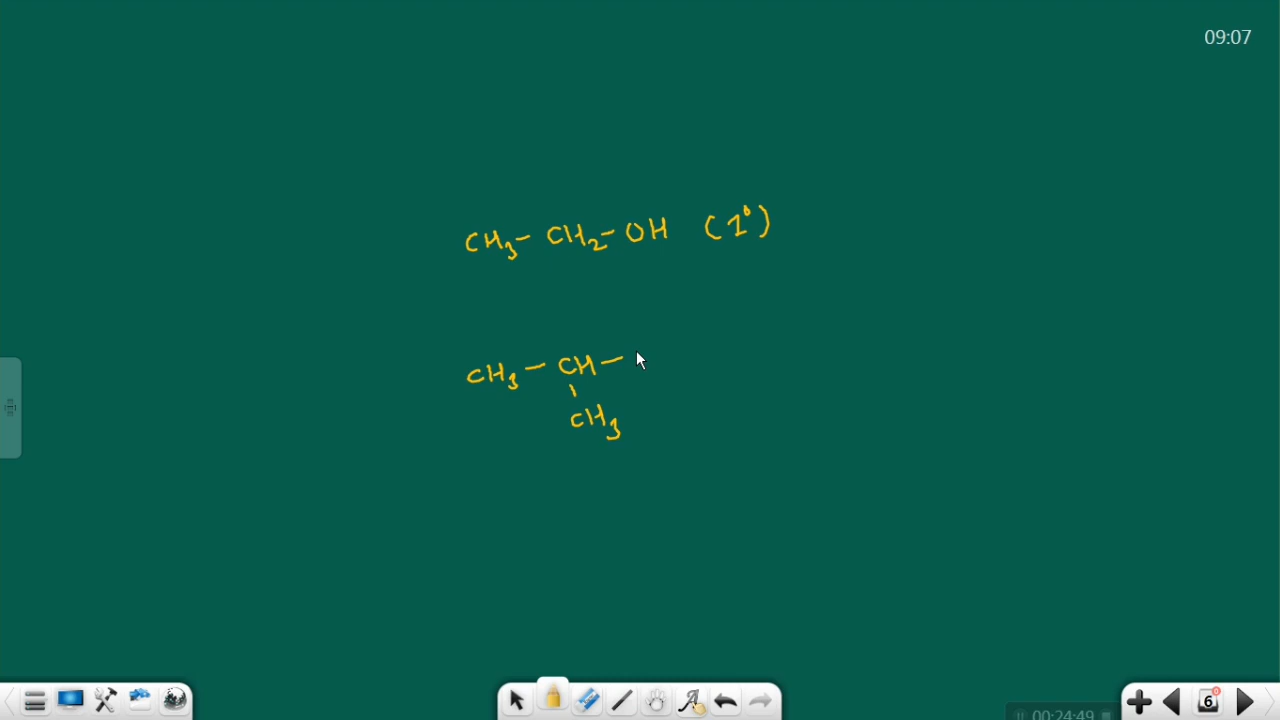 09:07
CH₃- CH₂-OH (1°)
CH₃ - CH -
CH₃
6
00:24:49